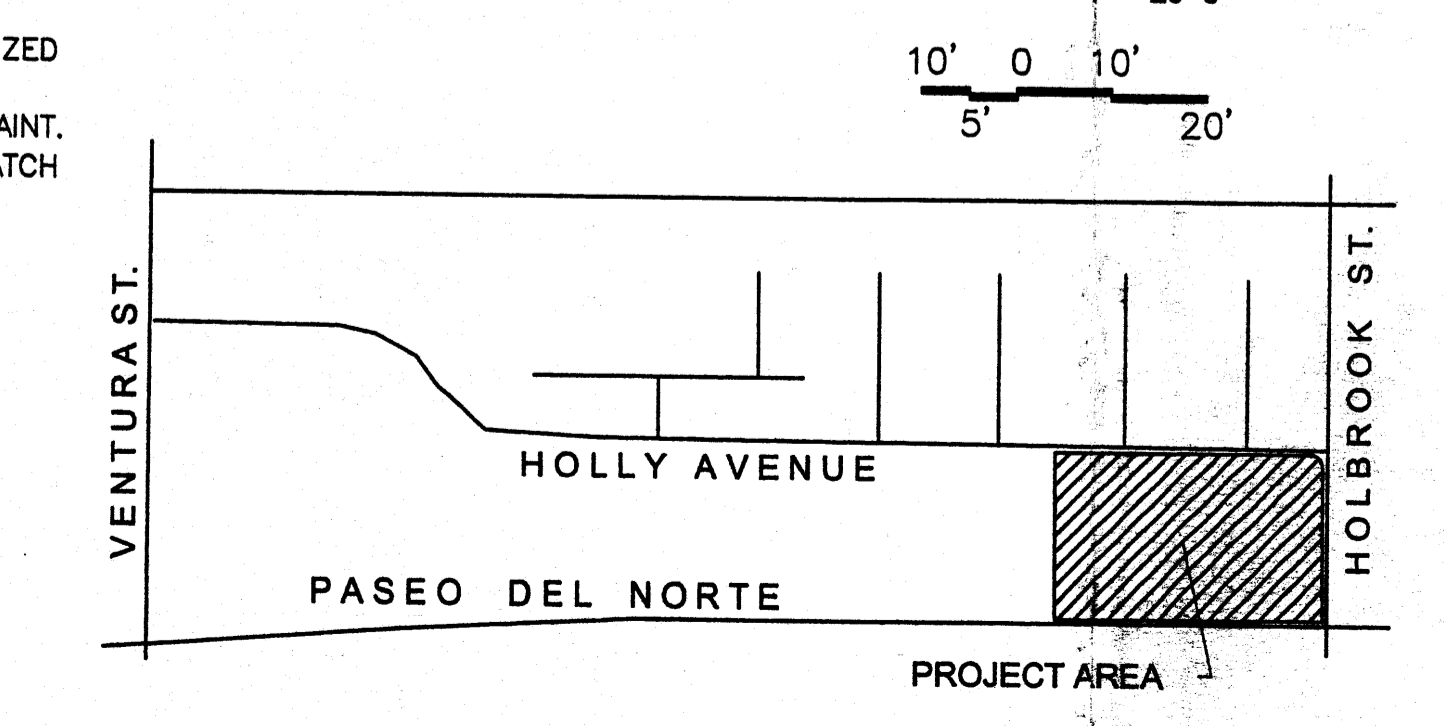 ZED
AINT.
ATCH
10' 0 10'
5' 20'
VENTURA ST.
HOLBROOK ST.
HOLLY AVENUE
PASEO DEL NORTE
PROJECT AREA